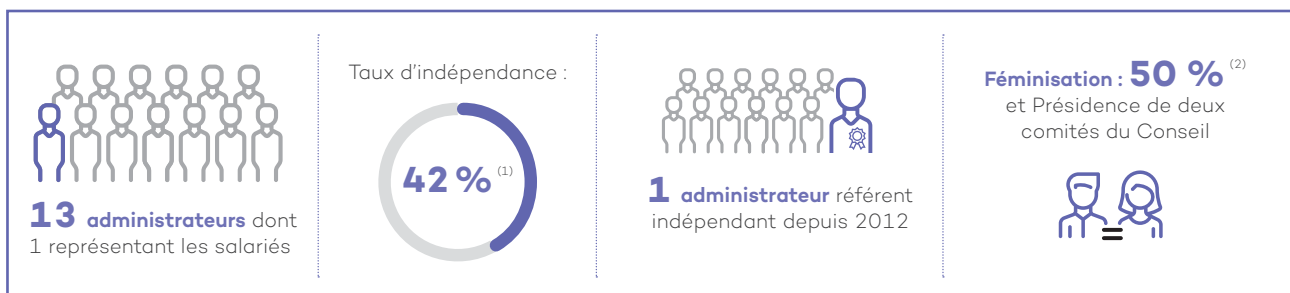 13 administrateurs dont
1 représentant les salariés
Taux d'indépendance :
42 % (1)
1 administrateur référent
indépendant depuis 2012
Féminisation : 50 % (2)
et Présidence de deux
comités du Conseil